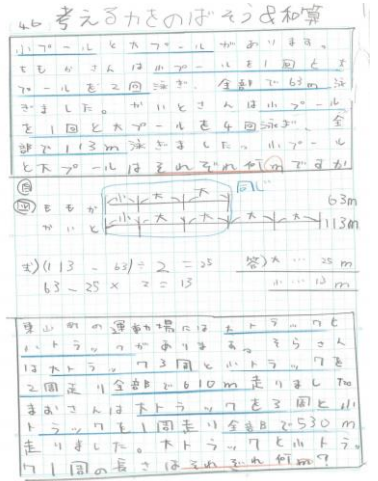 46 考える力をのばそう&和算
小プールと大プールがあります。
ももかさんは小プールを1回と大
プールを2回泳ぎ、全部で63m泳
ぎました。かいとさんは小プール
を1回と大プールを4回泳ぎ、全
部で113m泳ぎました。小プール
と大プールはそれぞれ何mですか
図 同じ
ももか 小 大 大 63m
かいと 小 大 大 大 大 113m
式)(113-63)÷2=25 答)大…25m
63-25×2=13 小…13m
東山町の運動場には大トラックと
小トラックがあります。そらさん
は大トラック3周と小トラックを
2周走り全部で610m走りました
まおさんは大トラックを3周と小
トラックを1周走り全部で530m
走りました。大トラックと小トラッ
ク1周の長さはそれぞれ何m?